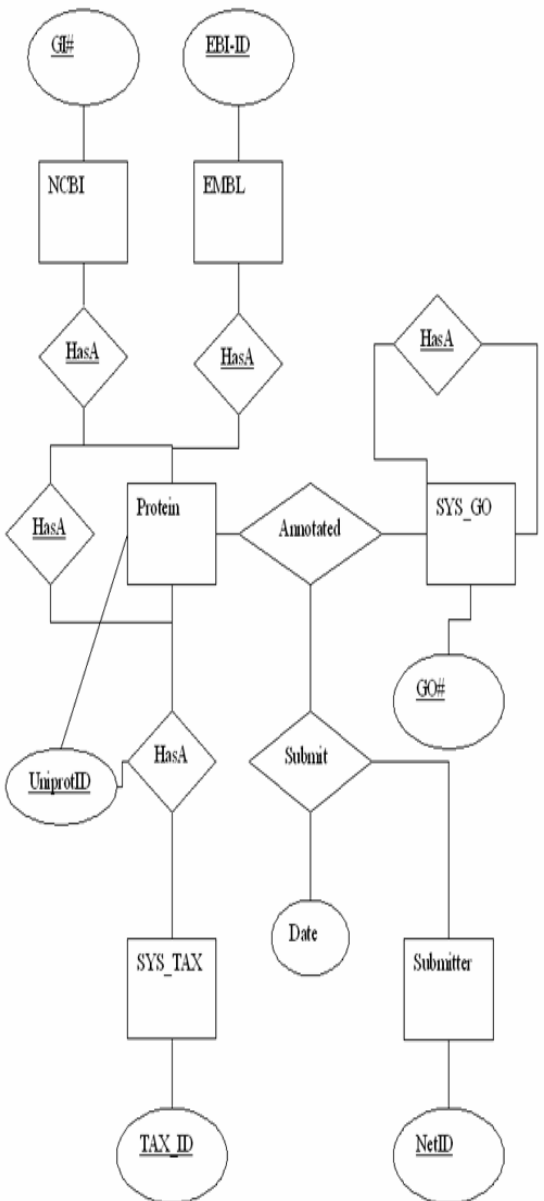 GI#
EBI-ID
NCBI
EMBL
HasA
HasA
HasA
Protein
Annotated
SYS_GO
HasA
GO#
HasA
Submit
UniprotID
Date
SYS_TAX
Submitter
TAX_ID
NetID